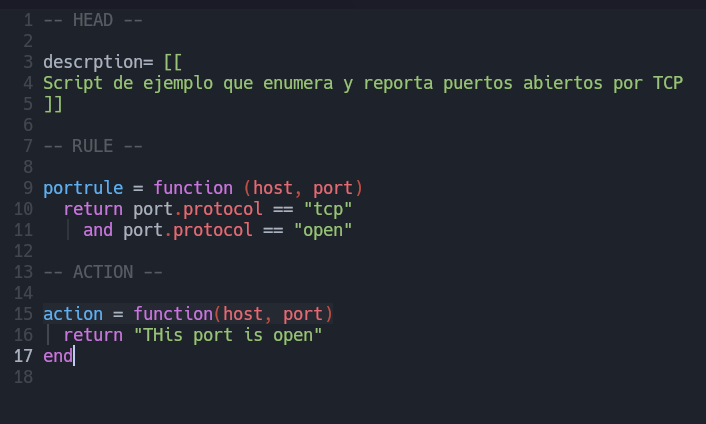 1 -- HEAD --
2
3 descrption= [[
4 Script de ejemplo que enumera y reporta puertos abiertos por TCP
5 ]]
6
7 -- RULE --
8
9 portrule = function (host, port)
10 return port.protocol == "tcp"
11 and port.protocol == "open"
12
13 -- ACTION --
14
15 action = function(host, port)
16 return "THis port is open"
17 end
18